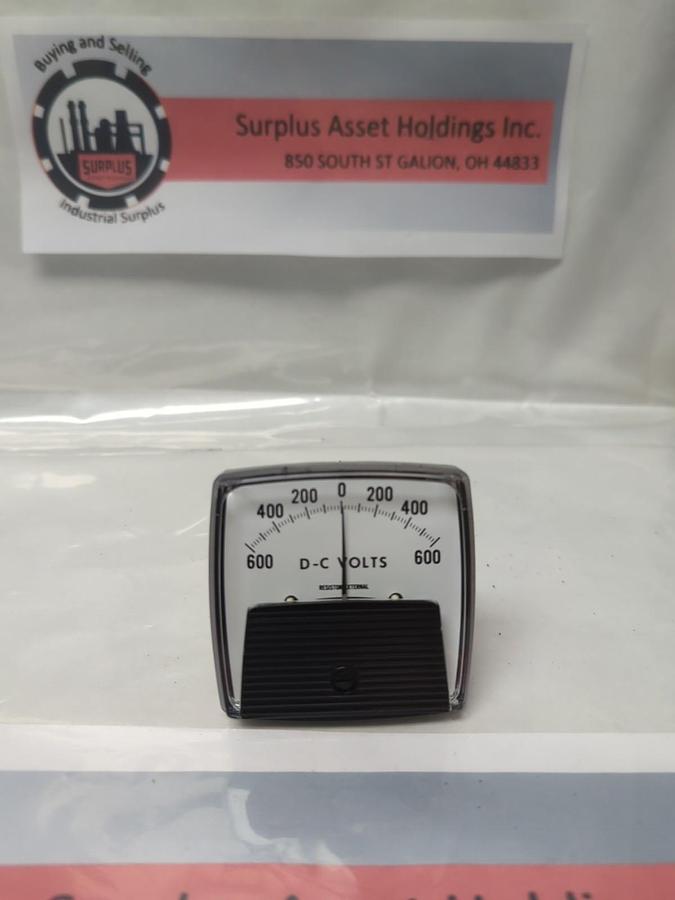 Buying and Selling
SURPLUS
Industrial Surplus
Surplus Asset Holdings Inc.
850 SOUTH ST GALION, OH 44833
600 400 200 0 200 400 600
D-C VOLTS
RESISTOR EXTERNAL